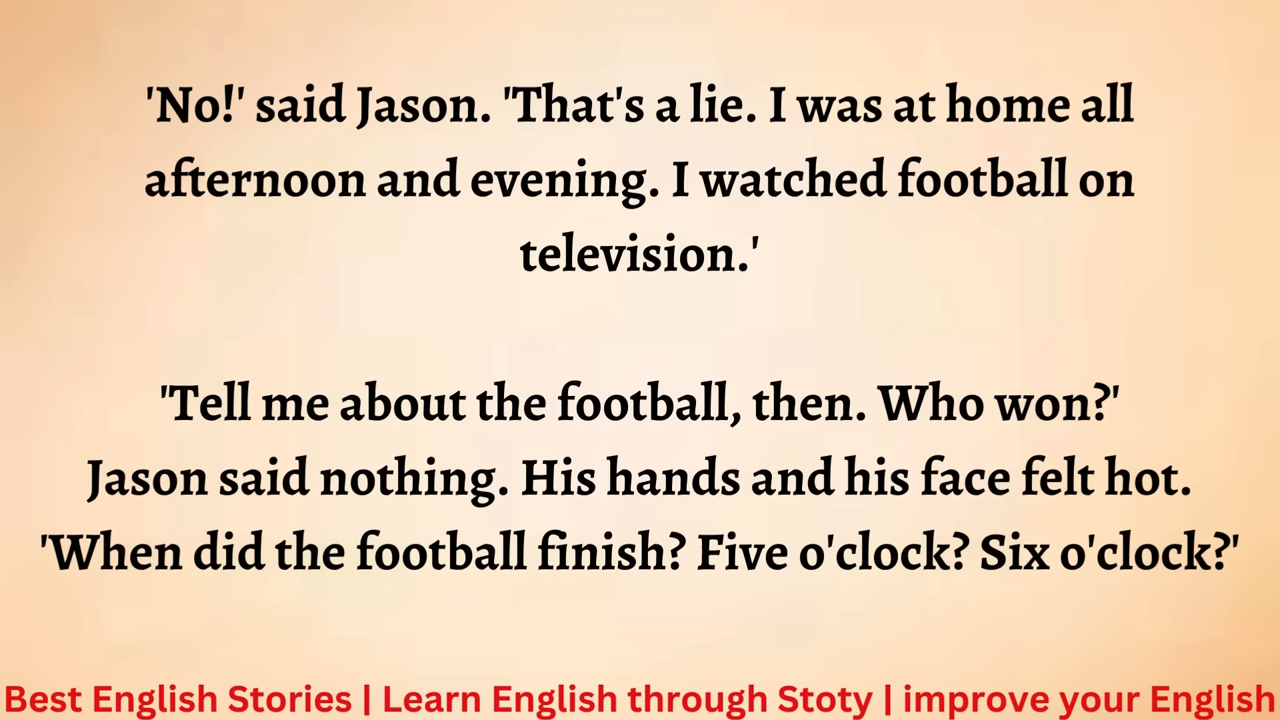 'No!' said Jason. 'That's a lie. I was at home all
afternoon and evening. I watched football on
television.'
'Tell me about the football, then. Who won?'
Jason said nothing. His hands and his face felt hot.
'When did the football finish? Five o'clock? Six o'clock?'
Best English Stories | Learn English through Stoty | improve your English